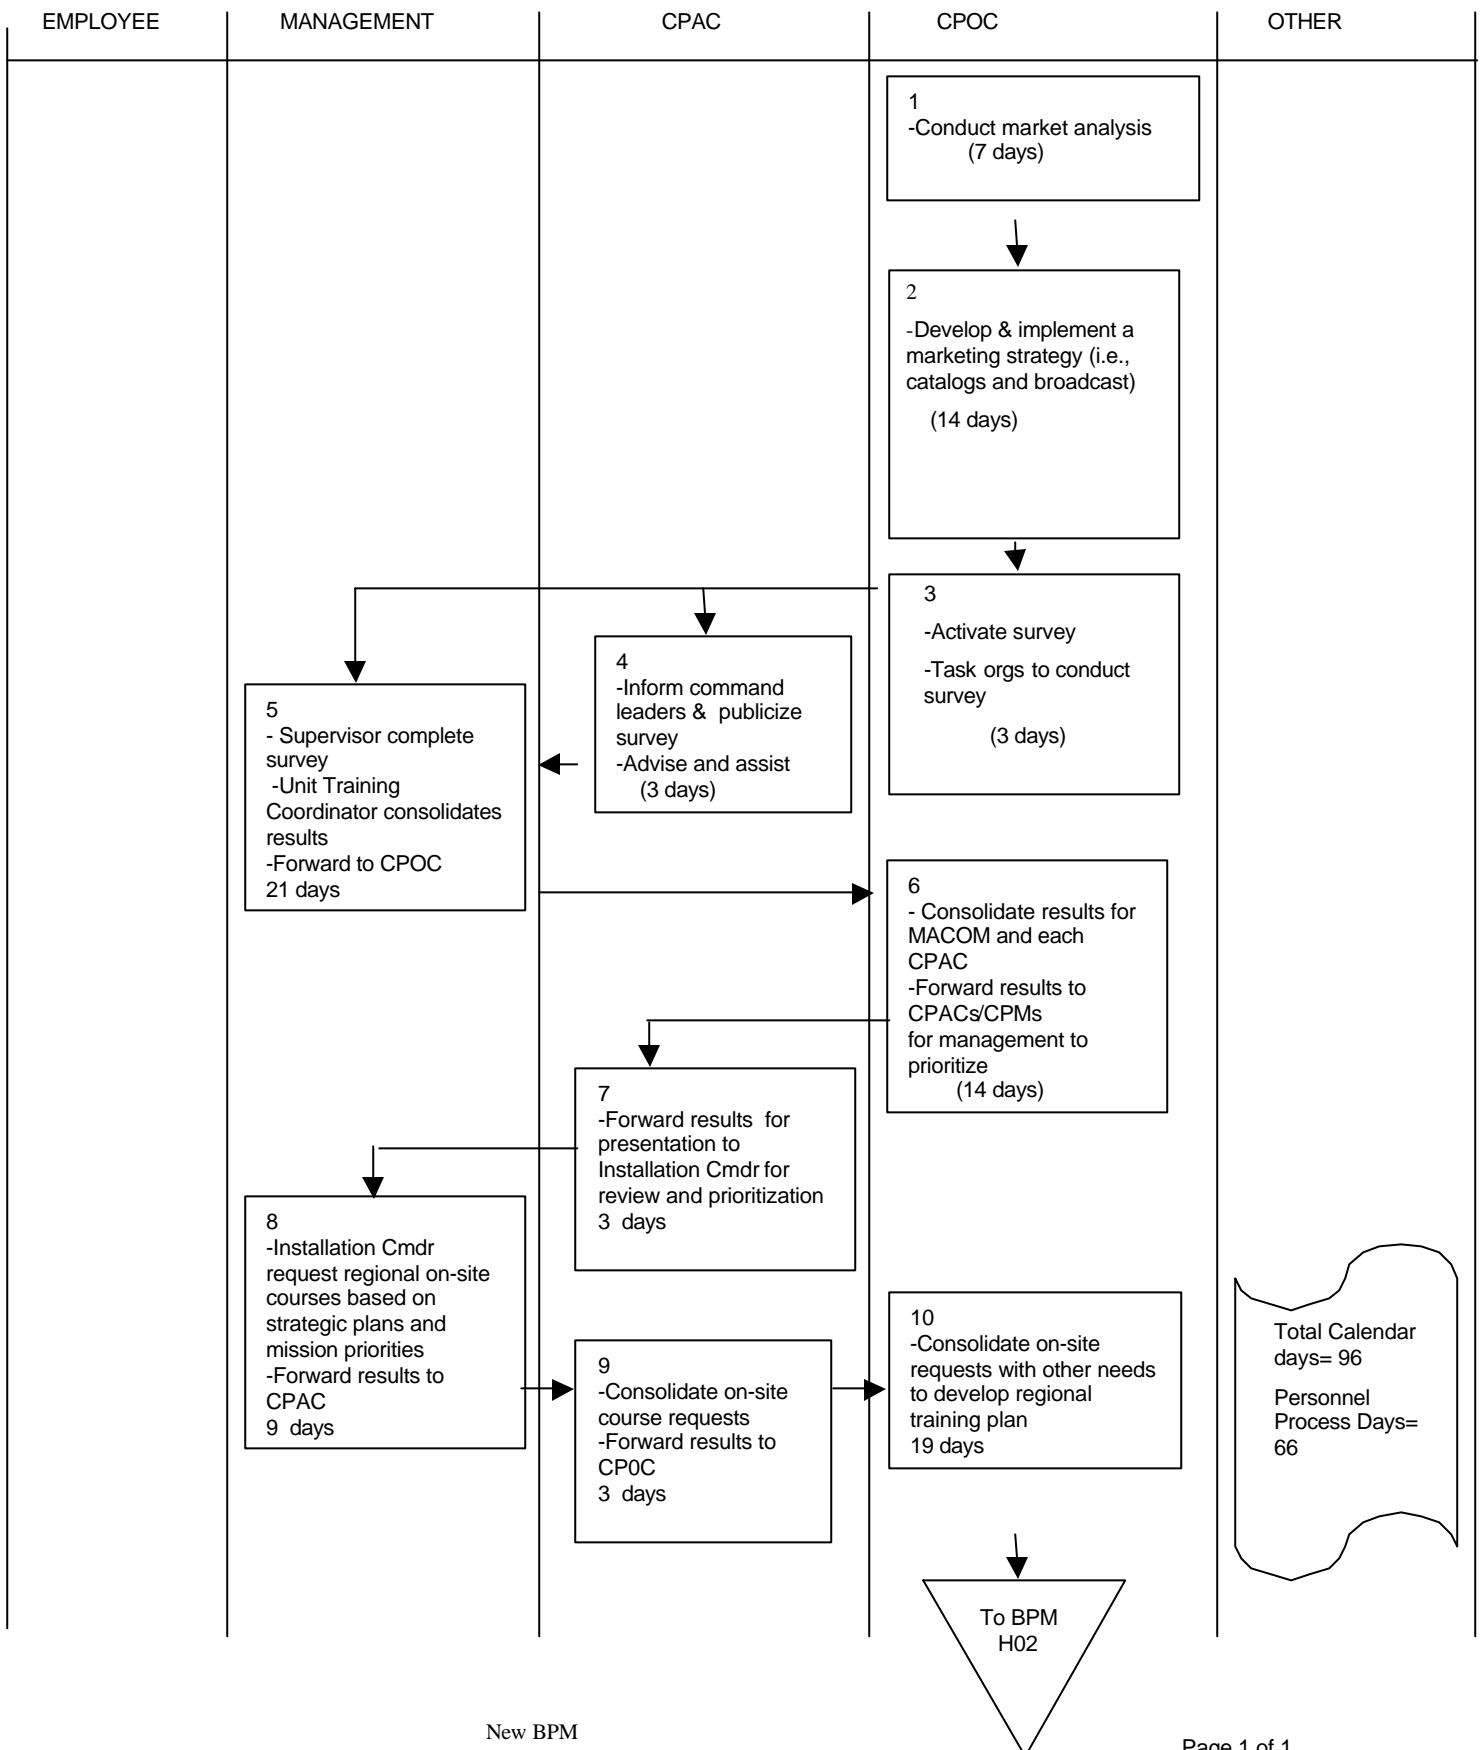 EMPLOYEE
MANAGEMENT
CPAC
CPOC
OTHER
1
-Conduct market analysis
(7 days)
2
-Develop & implement a
marketing strategy (i.e.,
catalogs and broadcast)
(14 days)
3
-Activate survey
-Task orgs to conduct
survey
(3 days)
4
-Inform command
leaders & publicize
survey
-Advise and assist
(3 days)
5
- Supervisor complete
survey
-Unit Training
Coordinator consolidates
results
-Forward to CPOC
21 days
6
- Consolidate results for
MACOM and each
CPAC
-Forward results to
CPACs/CPMs
for management to
prioritize
(14 days)
7
-Forward results for
presentation to
Installation Cmdr for
review and prioritization
3 days
8
-Installation Cmdr
request regional on-site
courses based on
strategic plans and
mission priorities
-Forward results to
CPAC
9 days
9
-Consolidate on-site
course requests
-Forward results to
CP0C
3 days
10
-Consolidate on-site
requests with other needs
to develop regional
training plan
19 days
Total Calendar
days= 96
Personnel
Process Days=
66
To BPM
H02
New BPM
Page 1 of 1